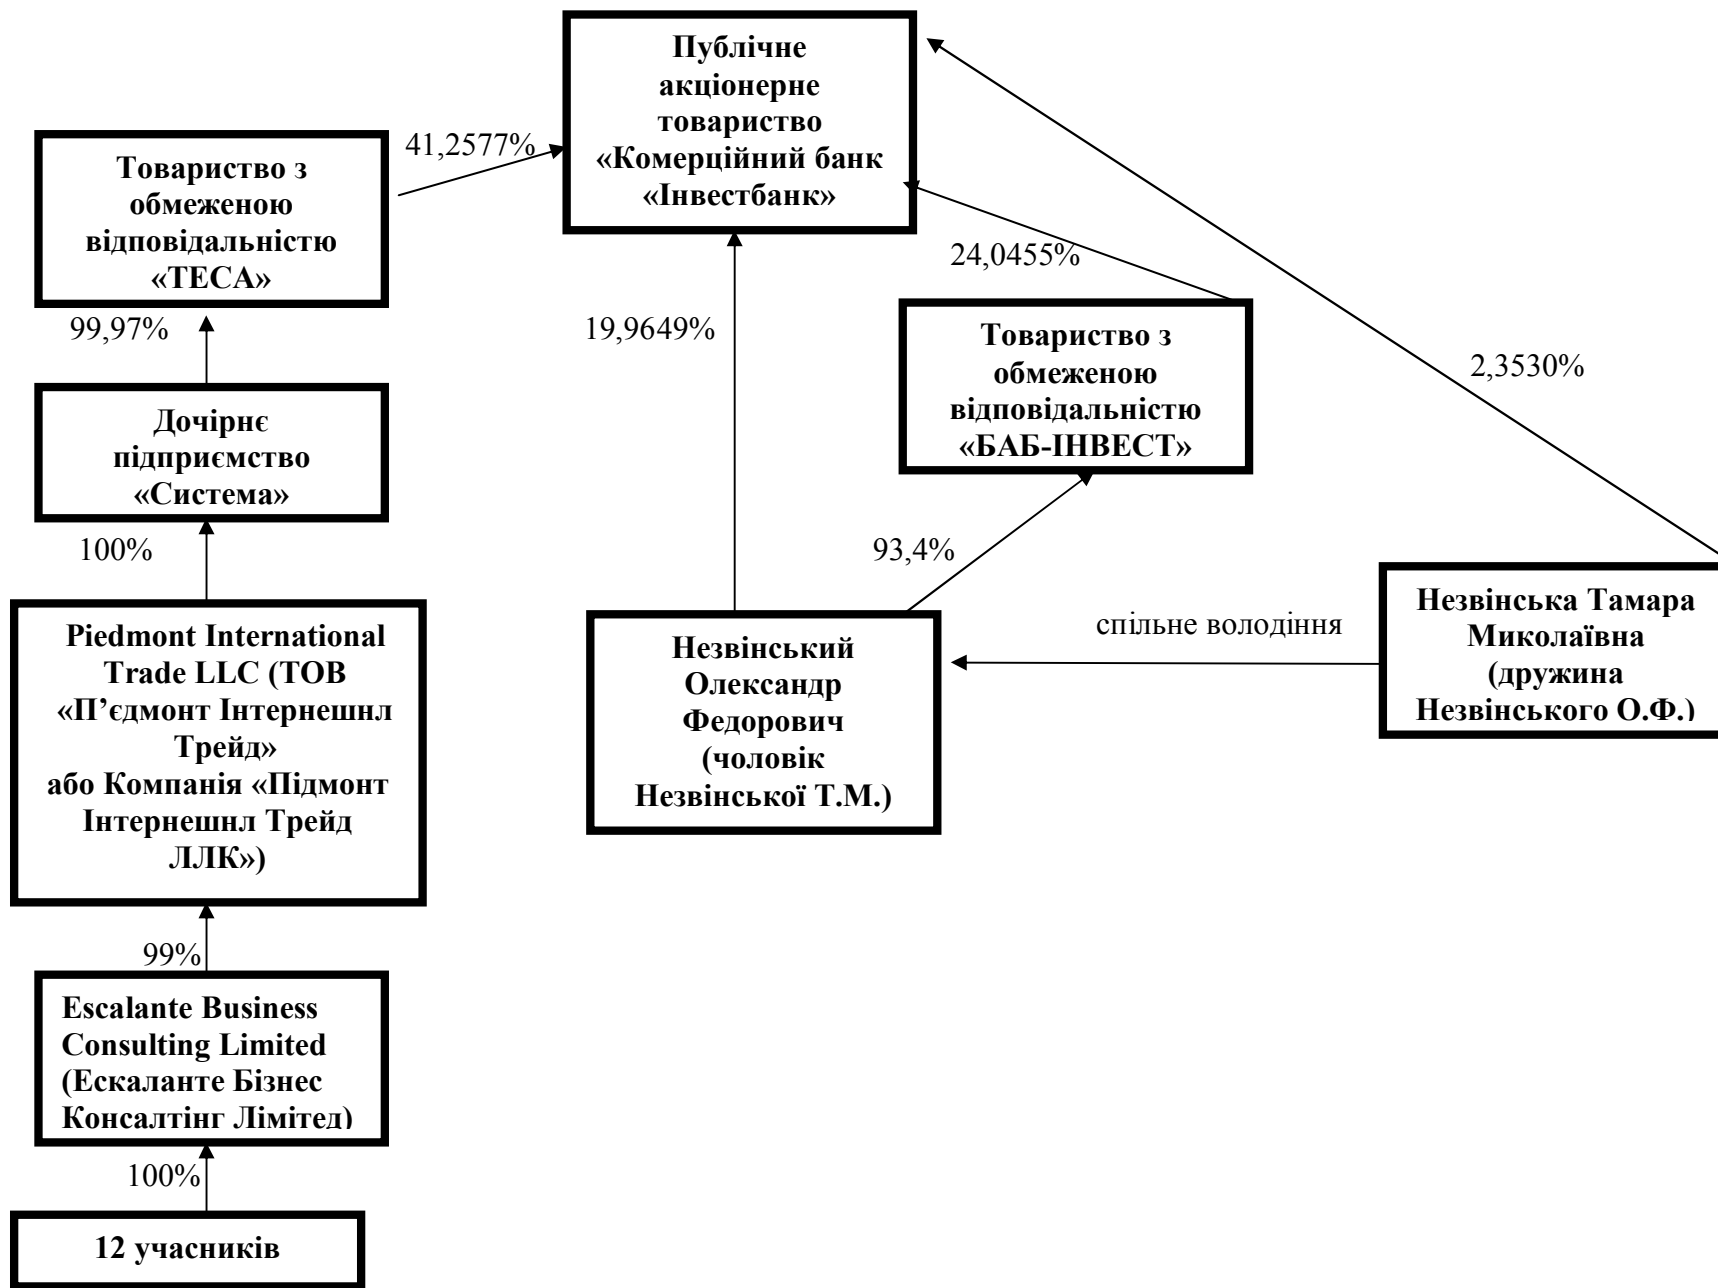 Публічне
акціонерне
товариство
«Комерційний банк
«Інвестбанк»
41,2577%
Товариство з
обмеженою
відповідальністю
«ТЕСА»
24,0455%
99,97%
19,9649%
Товариство з
обмеженою
відповідальністю
«БАБ-ІНВЕСТ»
2,3530%
Дочірнє
підприємство
«Система»
100%
93,4%
Piedmont International
Trade LLC (ТОВ
«П’єдмонт Інтернешнл
Трейд»
або Компанія «Підмонт
Інтернешнл Трейд
ЛЛК»)
Незвінський
Олександр
Федорович
(чоловік
Незвінської Т.М.)
спільне володіння
Незвінська Тамара
Миколаївна
(дружина
Незвінського О.Ф.)
99%
Escalante Business
Consulting Limited
(Ескаланте Бізнес
Консалтінг Лімітед)
100%
12 учасників